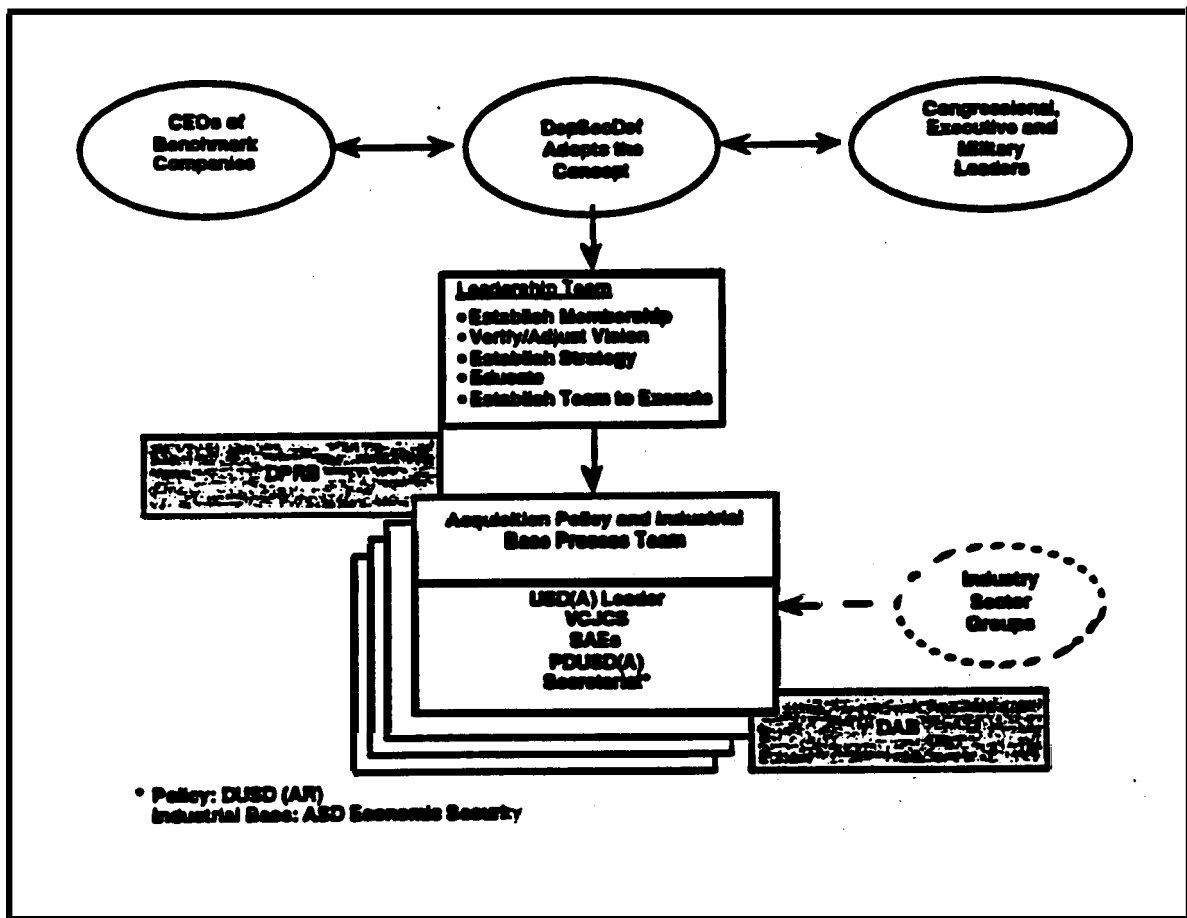 CEOs of
Benchmark
Companies
DepSecDef
Adopts the
Concept
Congressional,
Executive and
Military
Leaders
Leadership Team
• Establish Membership
• Verify/Adjust Vision
• Establish Strategy
• Educate
• Establish Team to Execute
DPRB
Acquisition Policy and Industrial
Base Process Team
USD(A) Leader
VCJCS
SAEs
PDUSD(A)
Secretariat*
Industry
Sector
Groups
DAB
* Policy: DUSD (AR)
Industrial Base: ASD Economic Security